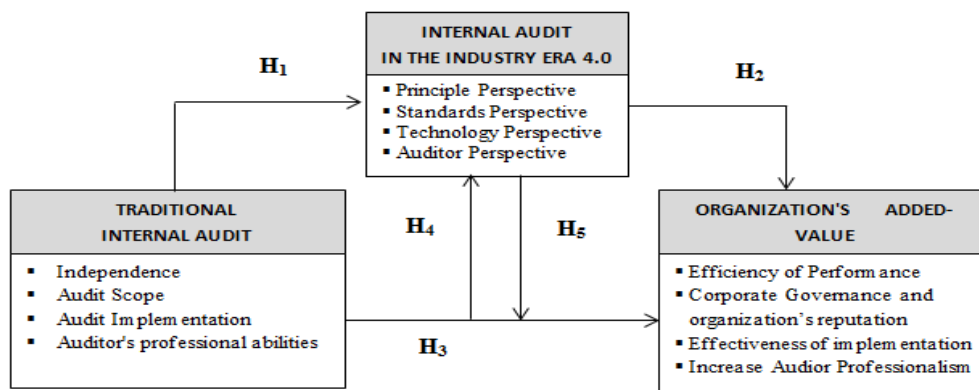 INTERNAL AUDIT
IN THE INDUSTRY ERA 4.0
▪ Principle Perspective
▪ Standards Perspective
▪ Technology Perspective
▪ Auditor Perspective
H₁
H₂
TRADITIONAL
INTERNAL AUDIT
▪ Independence
▪ Audit Scope
▪ Audit Implementation
▪ Auditor's professional abilities
H₄
H₅
H₃
ORGANIZATION'S ADDED-
VALUE
▪ Efficiency of Performance
▪ Corporate Governance and
organization's reputation
▪ Effectiveness of implementation
▪ Increase Audior Professionalism